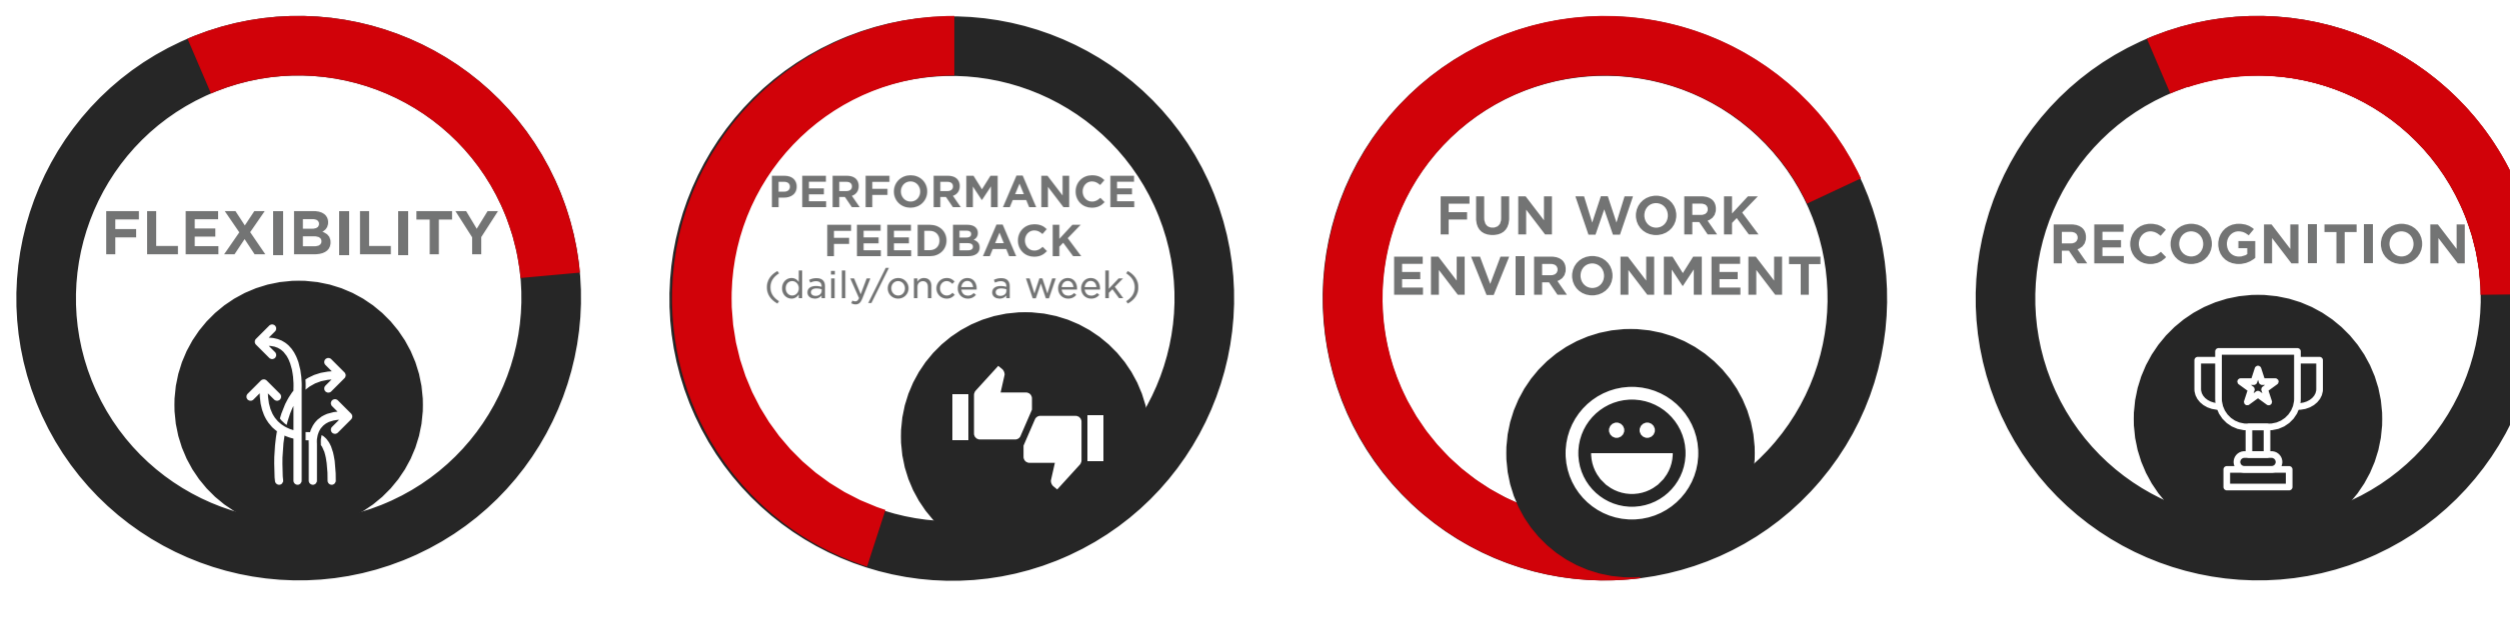 FLEXIBILITY
PERFORMANCE
FEEDBACK
(daily/once a week)
FUN WORK
ENVIRONMENT
RECOGNITION